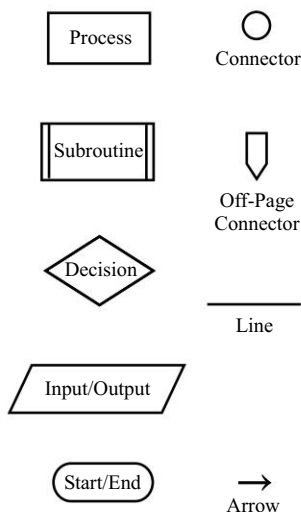 Process
Connector
Subroutine
Off-Page
Connector
Decision
Line
Input/Output
Start/End
Arrow